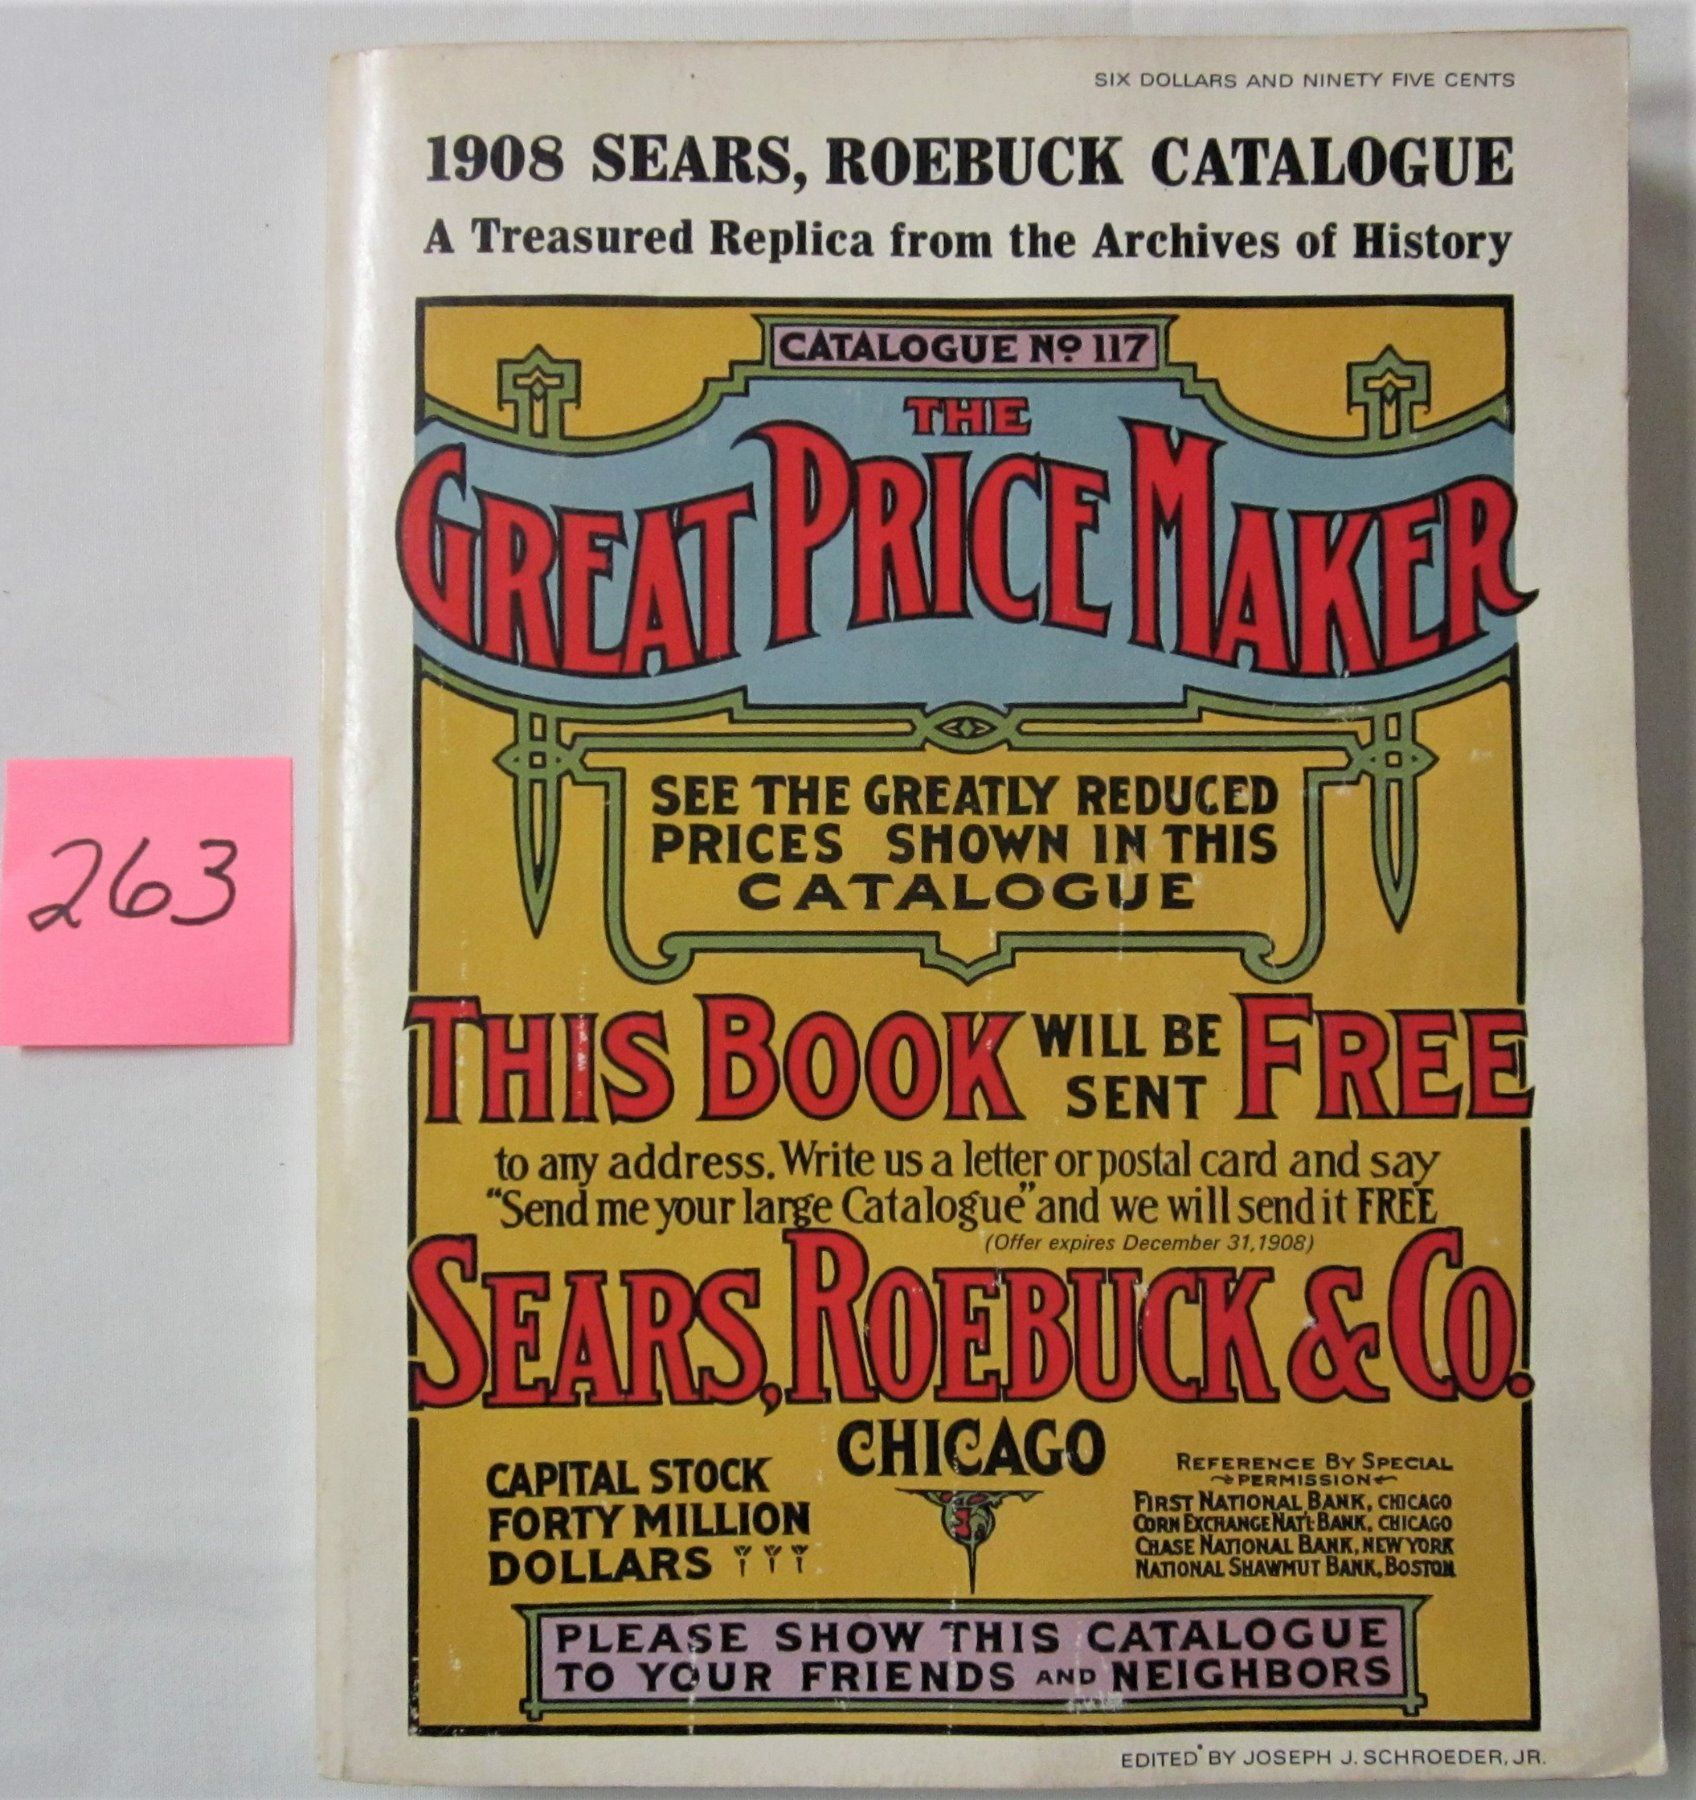 SIX DOLLARS AND NINETY FIVE CENTS
1908 SEARS, ROEBUCK CATALOGUE
A Treasured Replica from the Archives of History
CATALOGUE Nº 117
THE
GREAT PRICE MAKER
SEE THE GREATLY REDUCED
PRICES SHOWN IN THIS
CATALOGUE
263
THIS BOOK WILL BE SENT FREE
to any address. Write us a letter or postal card and say
"Send me your large Catalogue" and we will send it FREE
(Offer expires December 31, 1908)
SEARS, ROEBUCK & CO.
CHICAGO
CAPITAL STOCK
FORTY MILLION
DOLLARS
REFERENCE BY SPECIAL
PERMISSION
FIRST NATIONAL BANK, CHICAGO
CORN EXCHANGE NAT'L BANK, CHICAGO
CHASE NATIONAL BANK, NEW YORK
NATIONAL SHAWMUT BANK, BOSTON
PLEASE SHOW THIS CATALOGUE
TO YOUR FRIENDS AND NEIGHBORS
EDITED BY JOSEPH J. SCHROEDER, JR.